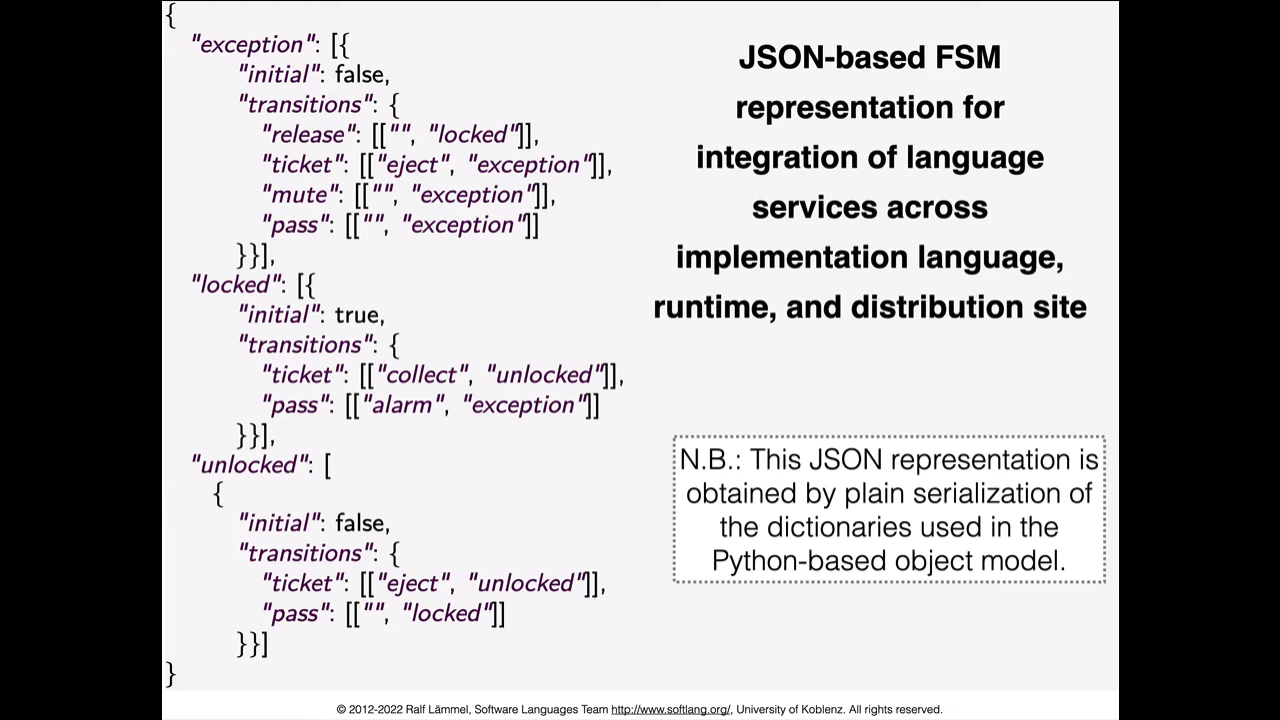 {
"exception": [{
"initial": false,
"transitions": {
"release": [["", "locked"]],
"ticket": [["eject", "exception"]],
"mute": [["", "exception"]],
"pass": [["", "exception"]]
}}],
"locked": [{
"initial": true,
"transitions": {
"ticket": [["collect", "unlocked"]],
"pass": [["alarm", "exception"]]
}}],
"unlocked": [
{
"initial": false,
"transitions": {
"ticket": [["eject", "unlocked"]],
"pass": [["", "locked"]]
}}]
}
JSON-based FSM
representation for
integration of language
services across
implementation language,
runtime, and distribution site
N.B.: This JSON representation is
obtained by plain serialization of
the dictionaries used in the
Python-based object model.
© 2012-2022 Ralf Lämmel, Software Languages Team http://www.softlang.org/, University of Koblenz. All rights reserved.